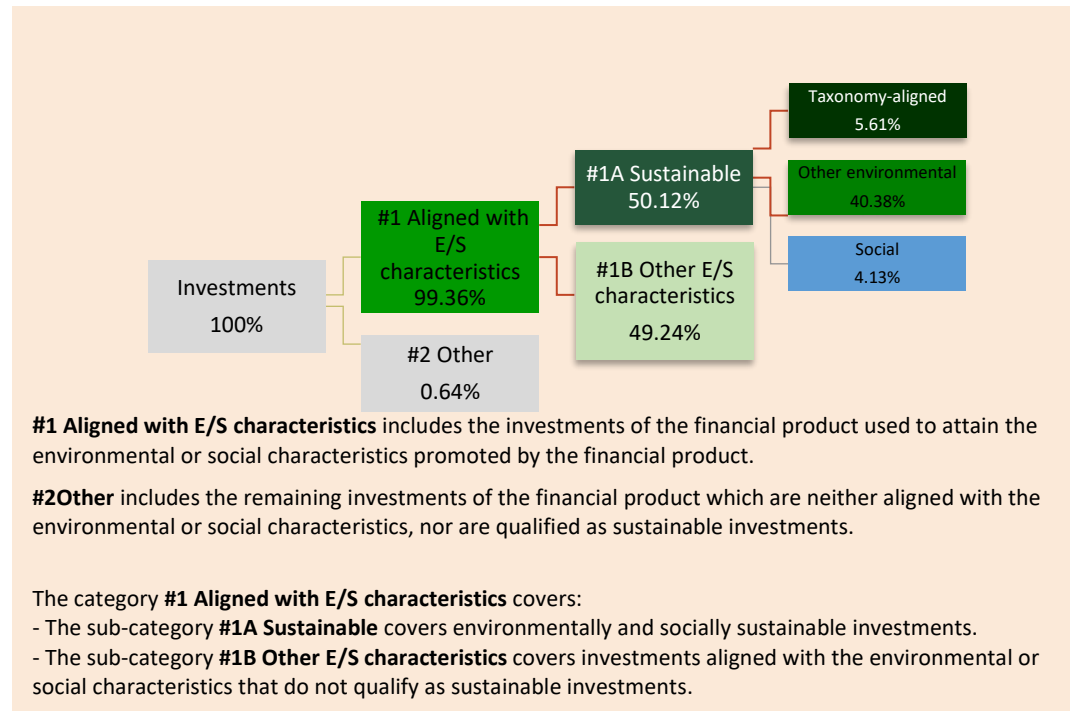 Taxonomy-aligned
5.61%
#1A Sustainable
50.12%
Other environmental
40.38%
#1 Aligned with
E/S
characteristics
99.36%
Social
4.13%
#1B Other E/S
characteristics
49.24%
Investments
100%
#2 Other
0.64%
#1 Aligned with E/S characteristics includes the investments of the financial product used to attain the
environmental or social characteristics promoted by the financial product.
#2Other includes the remaining investments of the financial product which are neither aligned with the
environmental or social characteristics, nor are qualified as sustainable investments.
The category #1 Aligned with E/S characteristics covers:
- The sub-category #1A Sustainable covers environmentally and socially sustainable investments.
- The sub-category #1B Other E/S characteristics covers investments aligned with the environmental or
social characteristics that do not qualify as sustainable investments.